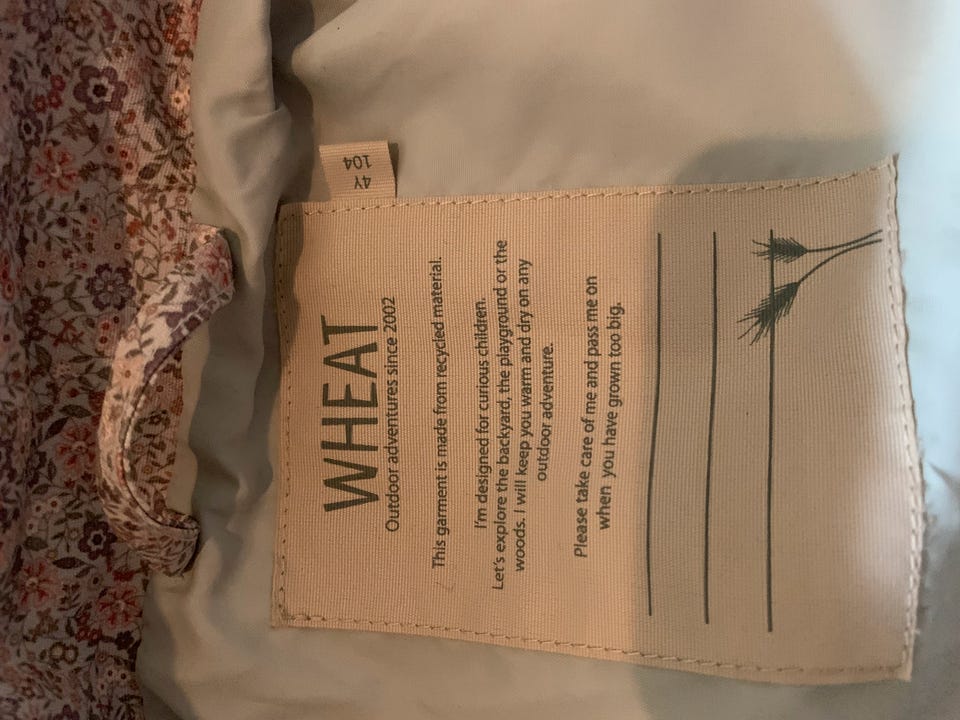 4Y
104
WHEAT
Outdoor adventures since 2002
This garment is made from recycled material.
I'm designed for curious children.
Let's explore the backyard, the playground or the
woods. I will keep you warm and dry on any
outdoor adventure.
Please take care of me and pass me on
when you have grown too big.